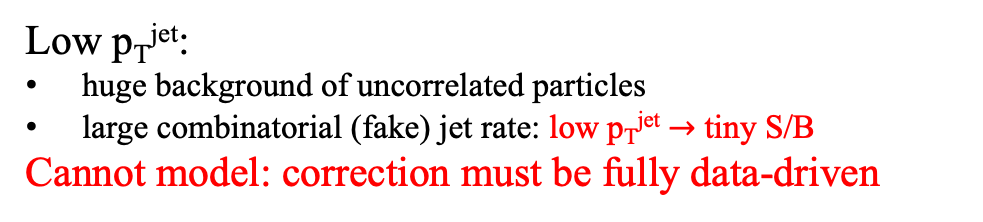 Low pTjet:
• huge background of uncorrelated particles
• large combinatorial (fake) jet rate: low pTjet → tiny S/B
Cannot model: correction must be fully data-driven